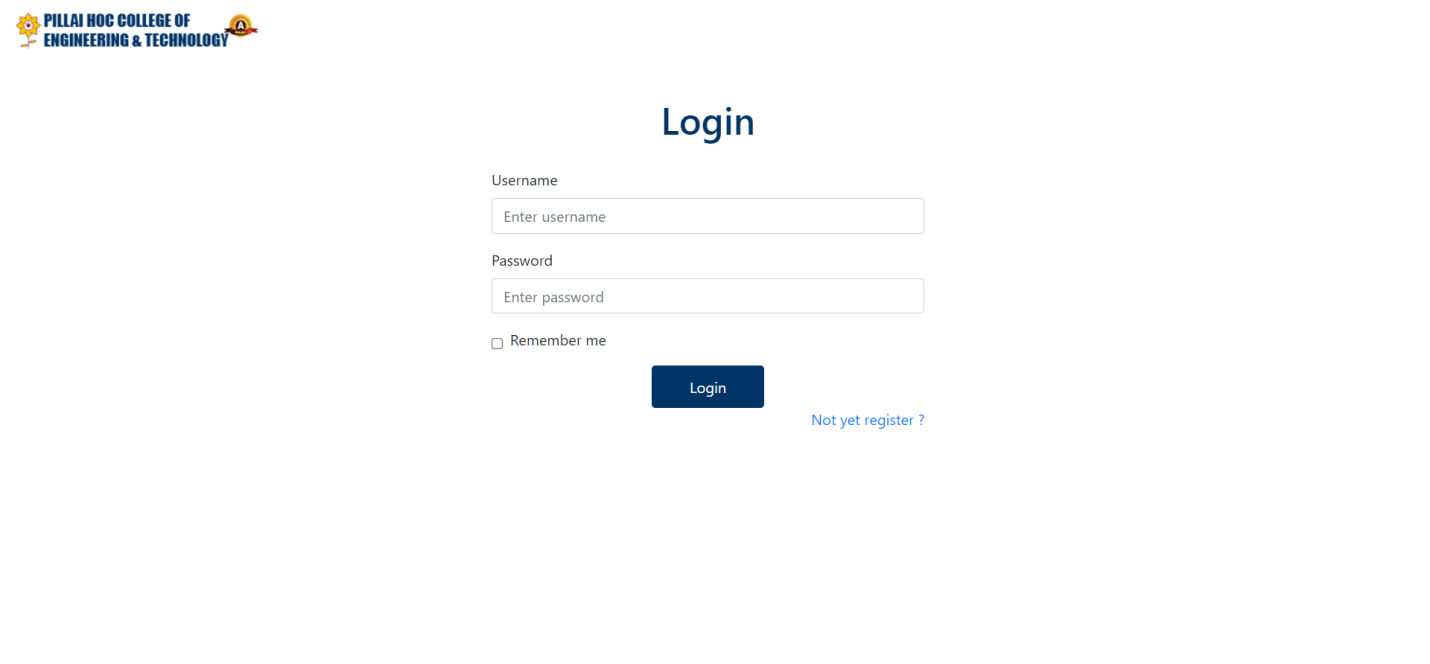 PILLAI HOC COLLEGE OF
ENGINEERING & TECHNOLOGY
A
Login
Username
Enter username
Password
Enter password
Remember me
Login
Not yet register ?